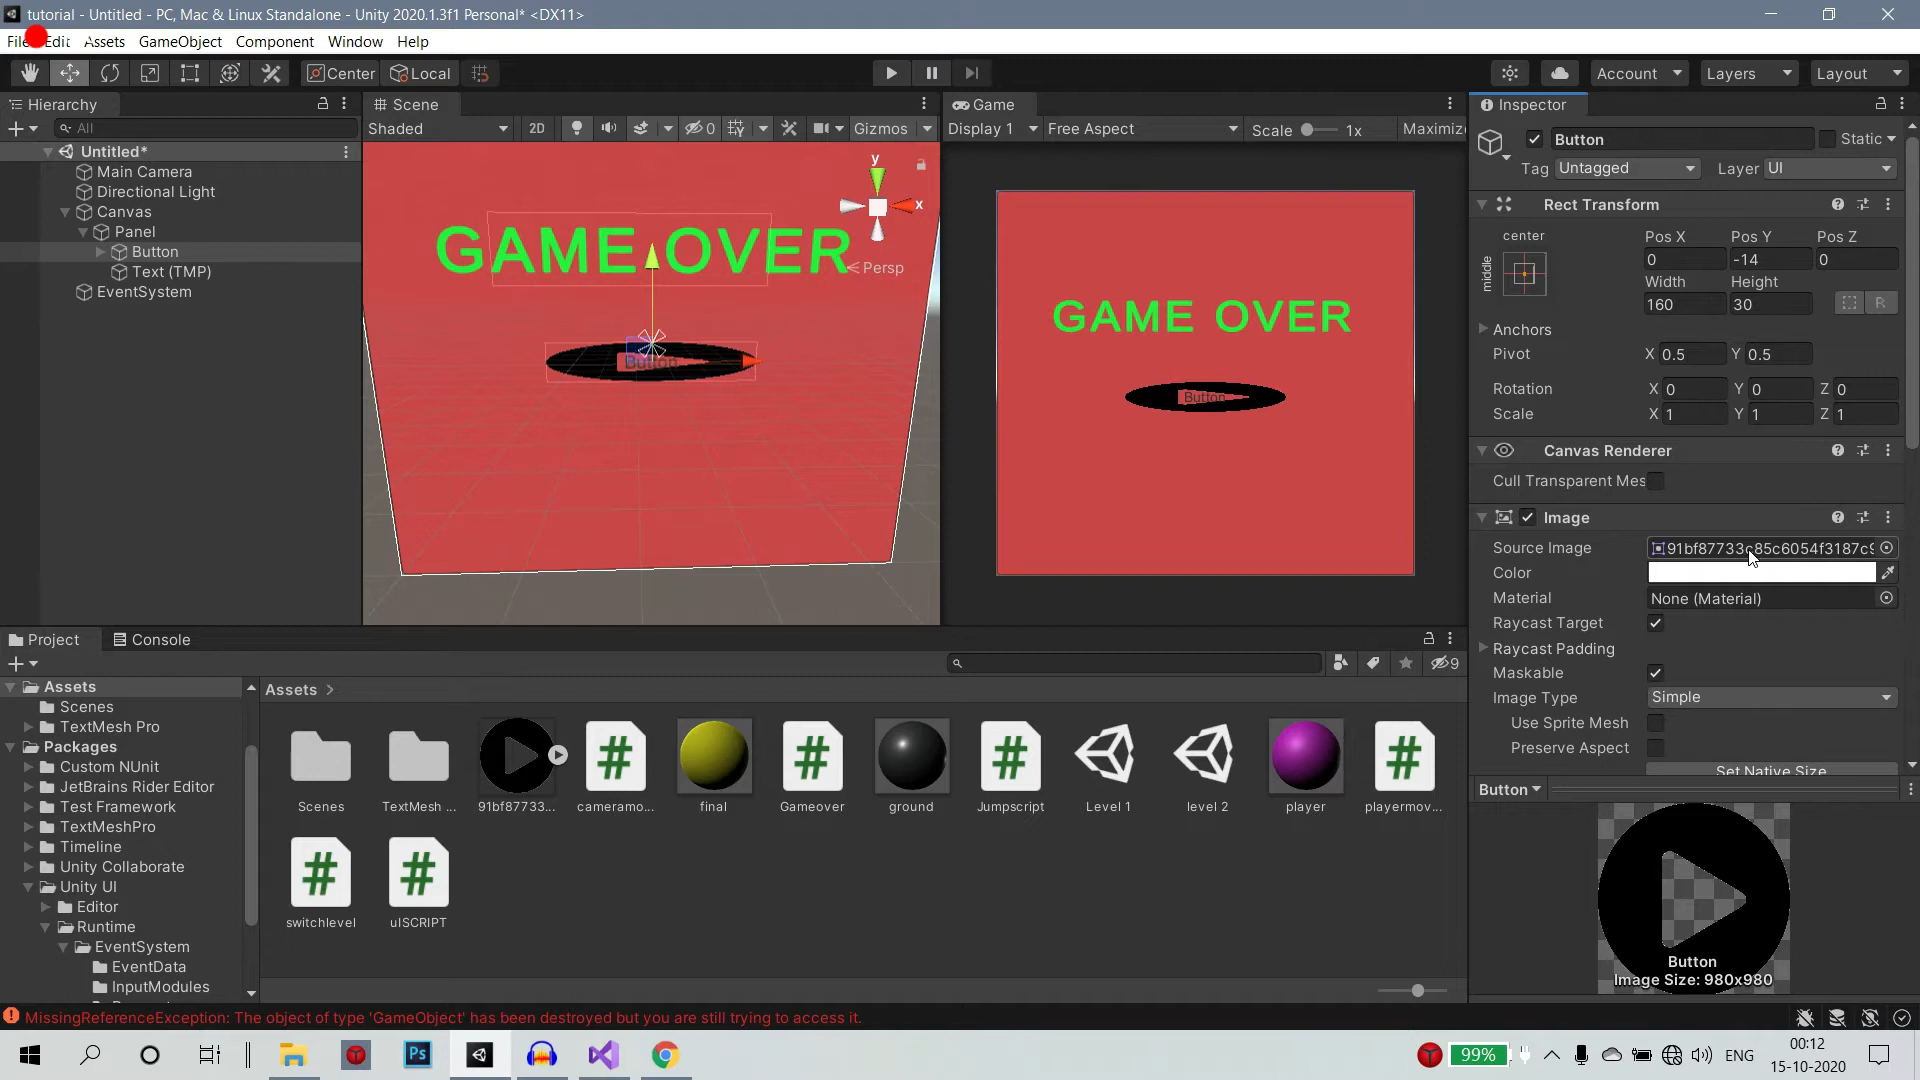 tutorial - Untitled - PC, Mac & Linux Standalone - Unity 2020.1.3f1 Personal* <DX11>
File Edit Assets GameObject Component Window Help
Center Local Account Layers Layout
Hierarchy
All
Untitled*
Main Camera
Directional Light
Canvas
Panel
Button
Text (TMP)
EventSystem
Scene
Shaded 2D 0 Gizmos
y
x
Persp
GAME OVER
Button
Game
Display 1 Free Aspect Scale 1x Maximize
GAME OVER
Button
Inspector
Button Static
Tag Untagged Layer UI
Rect Transform
center
middle
Pos X Pos Y Pos Z
0 -14 0
Width Height
160 30 R
Anchors
Pivot X 0.5 Y 0.5
Rotation X 0 Y 0 Z 0
Scale X 1 Y 1 Z 1
Canvas Renderer
Cull Transparent Mes
Image
Source Image 91bf87733c85c6054f3187c9
Color
Material None (Material)
Raycast Target
Raycast Padding
Maskable
Image Type Simple
Use Sprite Mesh
Preserve Aspect
Set Native Size
Button
Button
Image Size: 980x980
Project Console
9
Assets
Scenes
TextMesh Pro
Packages
Custom NUnit
JetBrains Rider Editor
Test Framework
TextMeshPro
Timeline
Unity Collaborate
Unity UI
Editor
Runtime
EventSystem
EventData
InputModules
Assets
Scenes TextMesh ... 91bf87733... cameramo... final Gameover ground Jumpscript Level 1 level 2 player playermov...
switchlevel uISCRIPT
MissingReferenceException: The object of type 'GameObject' has been destroyed but you are still trying to access it.
Ps 99% ENG 00:12
15-10-2020